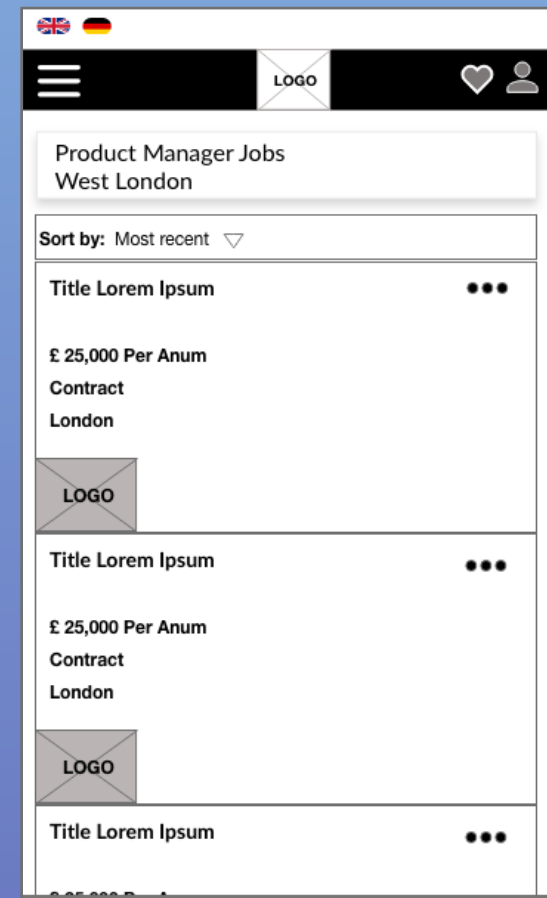 LOGO
Product Manager Jobs
West London
Sort by: Most recent
Title Lorem Ipsum
£ 25,000 Per Anum
Contract
London
LOGO
Title Lorem Ipsum
£ 25,000 Per Anum
Contract
London
LOGO
Title Lorem Ipsum